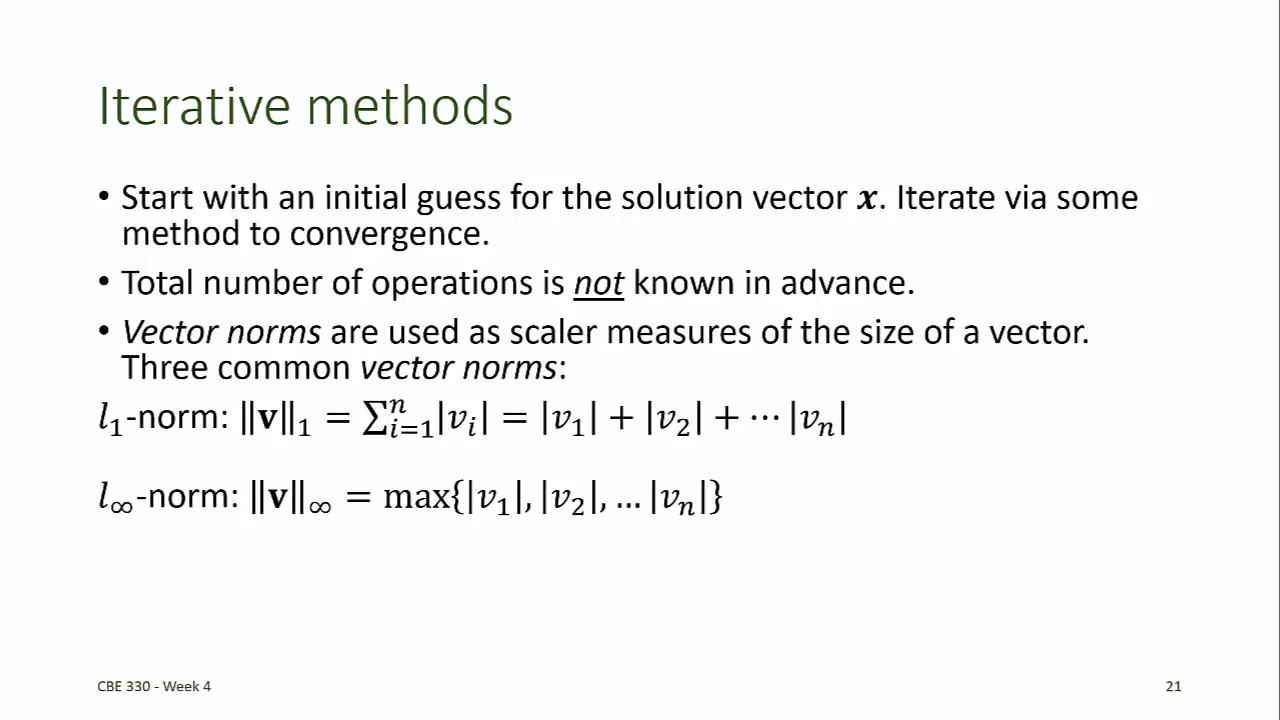 Iterative methods
• Start with an initial guess for the solution vector 𝒙. Iterate via some
method to convergence.
• Total number of operations is not known in advance.
• Vector norms are used as scaler measures of the size of a vector.
Three common vector norms:
l₁-norm: ‖𝐯‖₁ = ∑ᵢ₌₁ⁿ|vᵢ| = |v₁| + |v₂| + ⋯ |vₙ|
l∞-norm: ‖𝐯‖∞ = max{|v₁|, |v₂|, … |vₙ|}
CBE 330 - Week 4
21